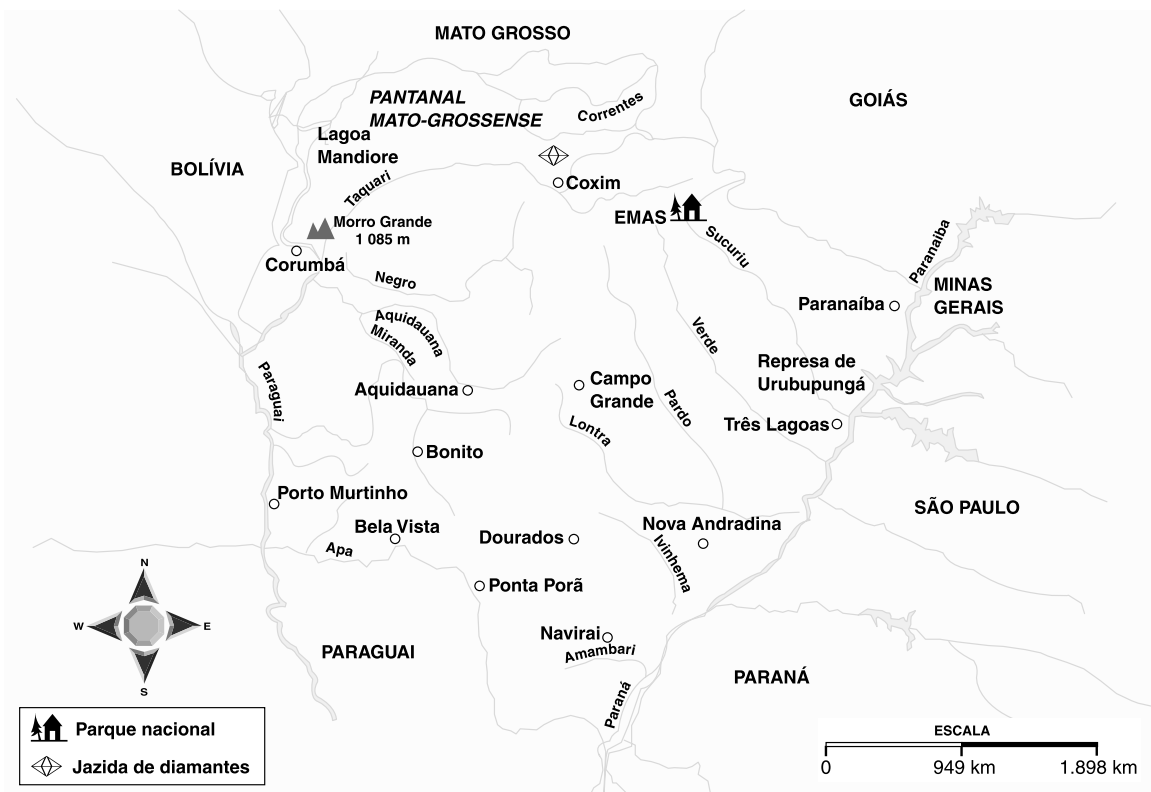 MATO GROSSO
PANTANAL
MATO-GROSSENSE
Correntes
GOIÁS
Lagoa
Mandiore
BOLÍVIA
Taquari
Coxim
EMAS
Morro Grande
1 085 m
Sucuriu
Paranaiba
Corumbá
Negro
MINAS
GERAIS
Paranaíba
Aquidauana
Miranda
Verde
Represa de
Urubupungá
Paraguai
Aquidauana
Campo
Grande
Pardo
Lontra
Três Lagoas
Bonito
Porto Murtinho
SÃO PAULO
Bela Vista
Apa
Dourados
Nova Andradina
Ivinhema
N
W
E
S
Ponta Porã
Navirai
Amambari
PARAGUAI
PARANÁ
Paraná
Parque nacional
Jazida de diamantes
ESCALA
0 949 km 1.898 km